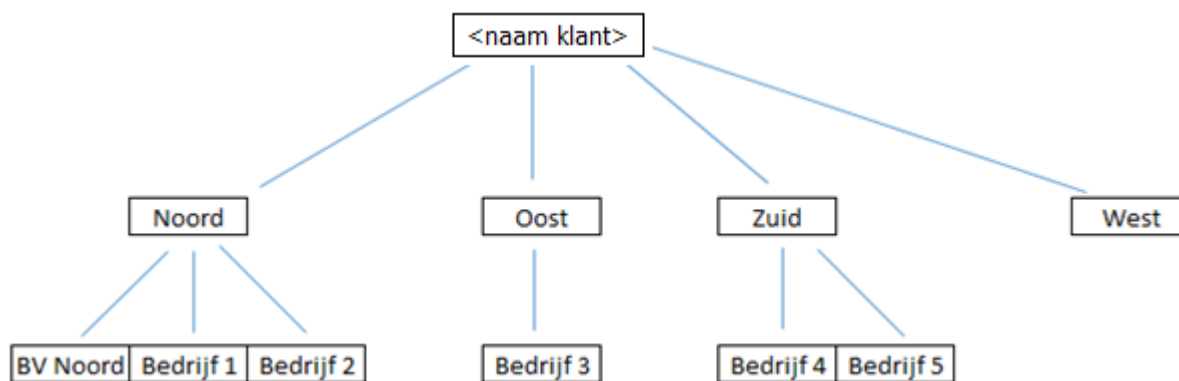 <naam klant>
Noord Oost Zuid West
BV Noord Bedrijf 1 Bedrijf 2 Bedrijf 3 Bedrijf 4 Bedrijf 5